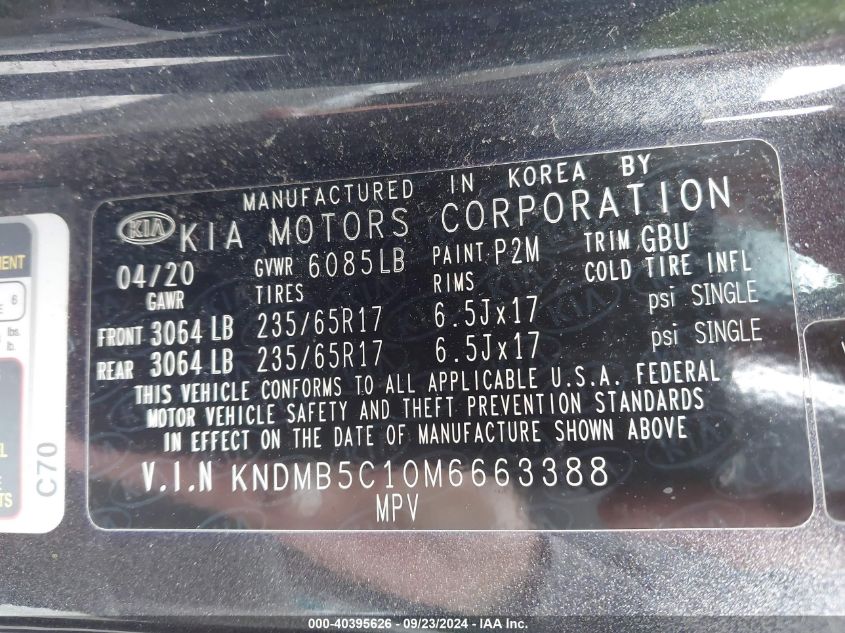 MANUFACTURED IN KOREA BY
KIA KIA MOTORS CORPORATION
04/20 GVWR 6085LB PAINT P2M TRIM GBU
GAWR TIRES RIMS COLD TIRE INFL
FRONT 3064 LB 235/65R17 6.5Jx17 psi SINGLE
REAR 3064 LB 235/65R17 6.5Jx17 psi SINGLE
THIS VEHICLE CONFORMS TO ALL APPLICABLE U.S.A. FEDERAL
MOTOR VEHICLE SAFETY AND THEFT PREVENTION STANDARDS
IN EFFECT ON THE DATE OF MANUFACTURE SHOWN ABOVE
V.I.N KNDMB5C10M6663388
MPV
6
lbs.
C70
000-40395626 - 09/23/2024 - IAA Inc.